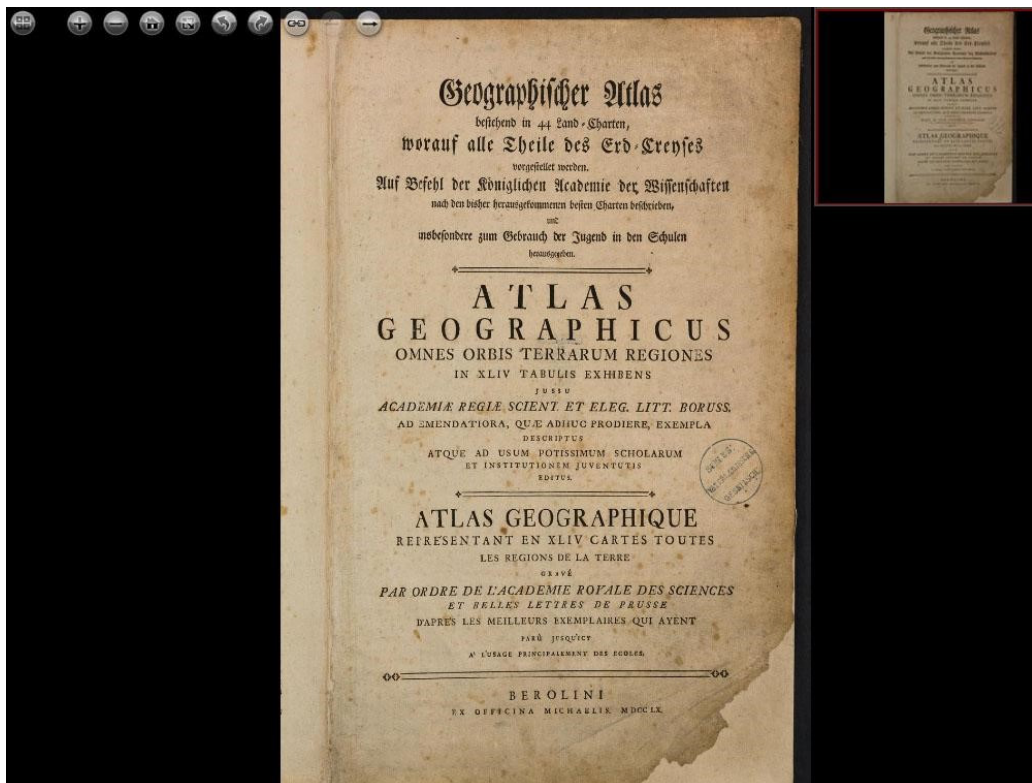 Geographischer Atlas
bestehend in 44 Land-Charten,
worauf alle Theile des Erd-Creyses
vorgestellet werden.
Auf Befehl der Königlichen Academie der Wissenschaften
nach den bisher herausgekommenen besten Charten beschrieben,
und
insbesondere zum Gebrauch der Jugend in den Schulen
herausgegeben.
ATLAS
GEOGRAPHICUS
OMNES ORBIS TERRARUM REGIONES
IN XLIV TABULIS EXHIBENS
JUSSU
ACADEMIÆ REGIÆ SCIENT. ET ELEG. LITT. BORUSS.
AD EMENDATIORA, QUÆ ADHUC PRODIERE, EXEMPLA
DESCRIPTUS
ATQUE AD USUM POTISSIMUM SCHOLARUM
ET INSTITUTIONEM JUVENTUTIS
EDITUS.
ATLAS GEOGRAPHIQUE
REPRESENTANT EN XLIV CARTES TOUTES
LES REGIONS DE LA TERRE
GRAVÉ
PAR ORDRE DE L'ACADEMIE ROYALE DES SCIENCES
ET BELLES LETTRES DE PRUSSE
D'APRES LES MEILLEURS EXEMPLAIRES QUI AYENT
PARÛ JUSQU'ICY
A' L'USAGE PRINCIPALEMENT DES ECOLES.
BEROLINI
EX OFFICINA MICHAELIS. MDCCLX.